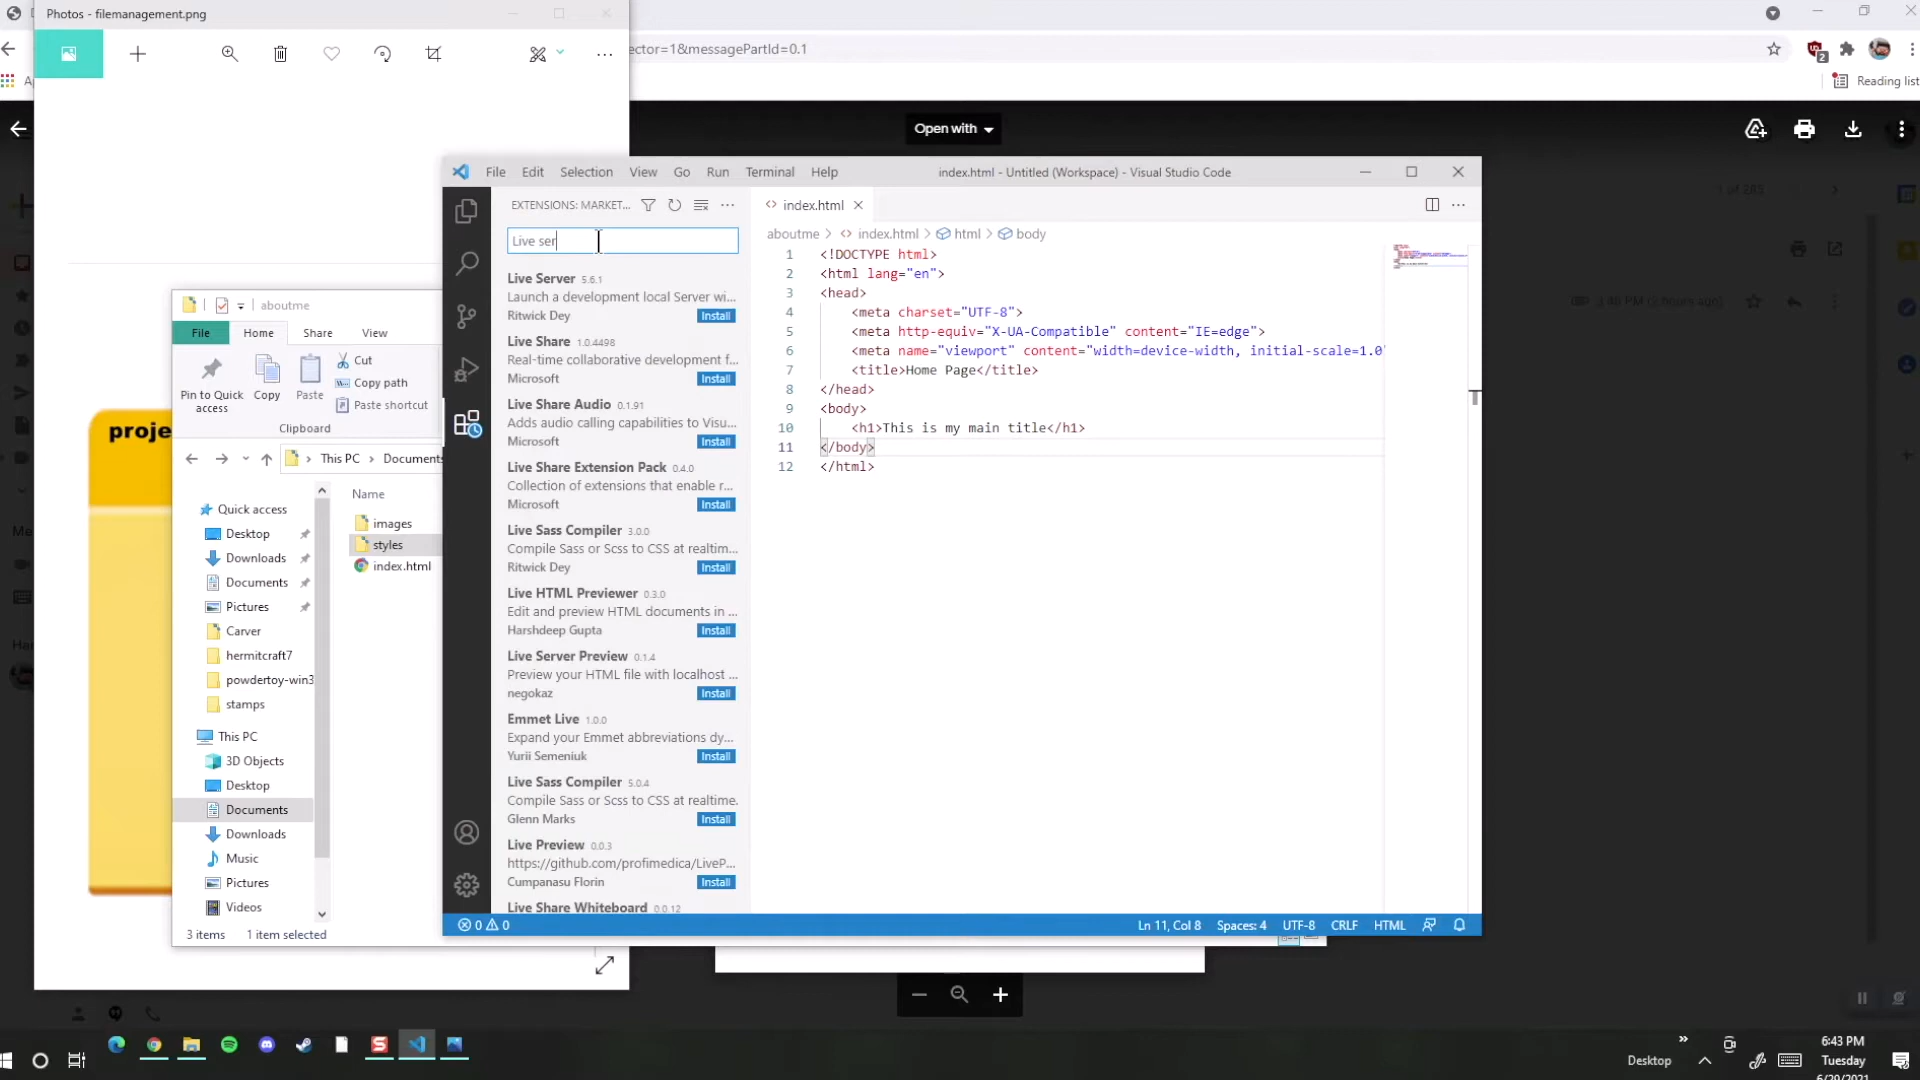 Photos - filemanagement.png
ector=1&messagePartId=0.1
2
Reading list
Open with
proje
aboutme
File Home Share View
Pin to Quick access
Copy
Paste
Cut
Copy path
Paste shortcut
Clipboard
This PC > Documents
Quick access
Desktop
Downloads
Documents
Pictures
Carver
hermitcraft7
powdertoy-win3
stamps
This PC
3D Objects
Desktop
Documents
Downloads
Music
Pictures
Videos
Name
images
styles
index.html
3 items 1 item selected
File Edit Selection View Go Run Terminal Help
index.html - Untitled (Workspace) - Visual Studio Code
EXTENSIONS: MARKET...
Live ser
Live Server 5.6.1
Launch a development local Server wi...
Ritwick Dey Install
Live Share 1.0.4498
Real-time collaborative development f...
Microsoft Install
Live Share Audio 0.1.91
Adds audio calling capabilities to Visu...
Microsoft Install
Live Share Extension Pack 0.4.0
Collection of extensions that enable r...
Microsoft Install
Live Sass Compiler 3.0.0
Compile Sass or Scss to CSS at realtim...
Ritwick Dey Install
Live HTML Previewer 0.3.0
Edit and preview HTML documents in ...
Harshdeep Gupta Install
Live Server Preview 0.1.4
Preview your HTML file with localhost ...
negokaz Install
Emmet Live 1.0.0
Expand your Emmet abbreviations dy...
Yurii Semeniuk Install
Live Sass Compiler 5.0.4
Compile Sass or Scss to CSS at realtime.
Glenn Marks Install
Live Preview 0.0.3
https://github.com/profimedica/LiveP...
Cumpanasu Florin Install
Live Share Whiteboard 0.0.12
index.html
aboutme > index.html > html > body
1 <!DOCTYPE html>
2 <html lang="en">
3 <head>
4 <meta charset="UTF-8">
5 <meta http-equiv="X-UA-Compatible" content="IE=edge">
6 <meta name="viewport" content="width=device-width, initial-scale=1.0"
7 <title>Home Page</title>
8 </head>
9 <body>
10 <h1>This is my main title</h1>
11 </body>
12 </html>
0 0
Ln 11, Col 8 Spaces: 4 UTF-8 CRLF HTML
1 of 283
3:48 PM
Desktop
6:43 PM
Tuesday
6/29/2021